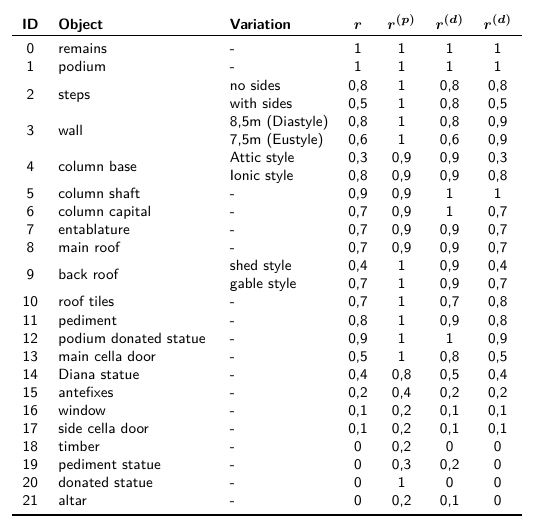 ID Object Variation r r(p) r(d) r(d)
0 remains - 1 1 1 1
1 podium - 1 1 1 1
2 steps no sides 0,8 1 0,8 0,8
with sides 0,5 1 0,8 0,5
3 wall 8,5m (Diastyle) 0,8 1 0,8 0,9
7,5m (Eustyle) 0,6 1 0,6 0,9
4 column base Attic style 0,3 0,9 0,9 0,3
Ionic style 0,8 0,9 0,9 0,8
5 column shaft - 0,9 0,9 1 1
6 column capital - 0,7 0,9 1 0,7
7 entablature - 0,7 0,9 0,9 0,7
8 main roof - 0,7 0,9 0,9 0,7
9 back roof shed style 0,4 1 0,9 0,4
gable style 0,7 1 0,9 0,7
10 roof tiles - 0,7 1 0,7 0,8
11 pediment - 0,8 1 0,9 0,8
12 podium donated statue - 0,9 1 1 0,9
13 main cella door - 0,5 1 0,8 0,5
14 Diana statue - 0,4 0,8 0,5 0,4
15 antefixes - 0,2 0,4 0,2 0,2
16 window - 0,1 0,2 0,1 0,1
17 side cella door - 0,1 0,2 0,1 0,1
18 timber - 0 0,2 0 0
19 pediment statue - 0 0,3 0,2 0
20 donated statue - 0 1 0 0
21 altar - 0 0,2 0,1 0